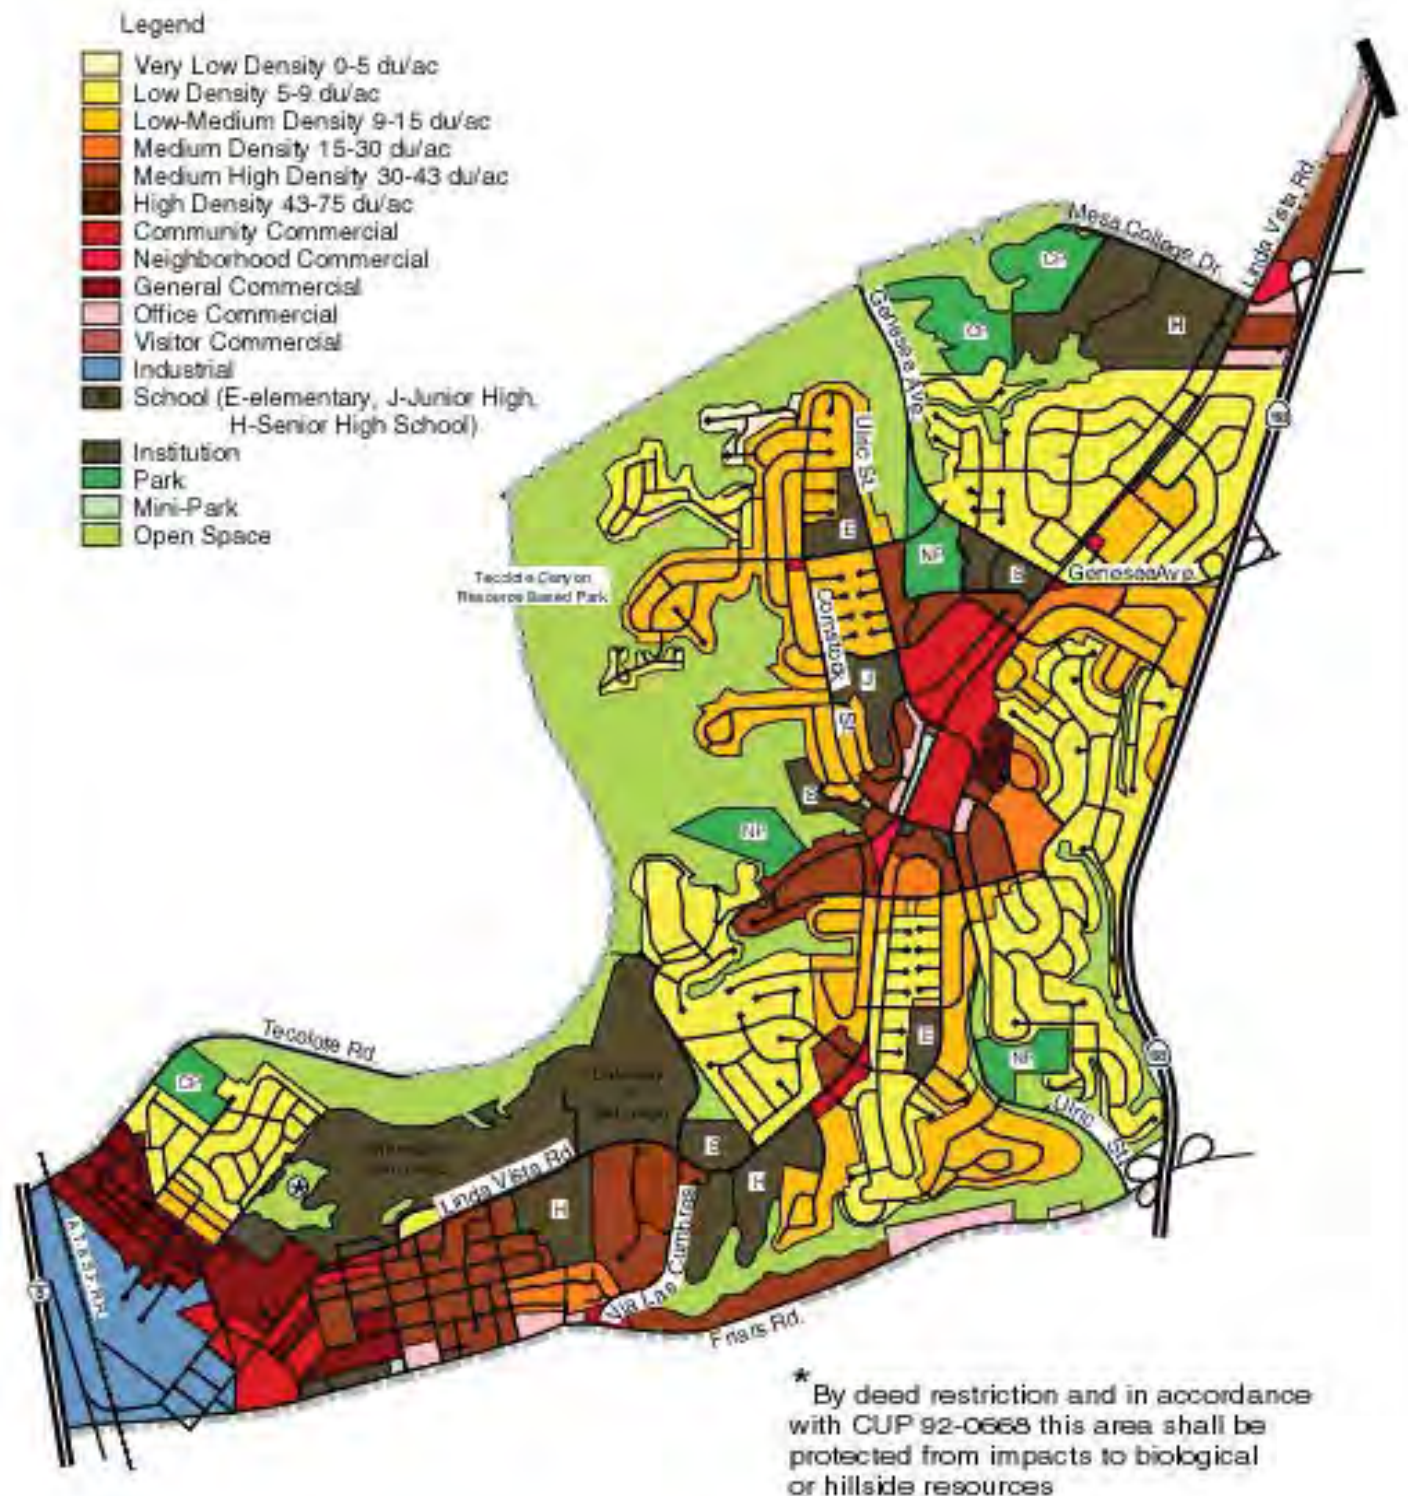 Legend
Very Low Density 0-5 du/ac
Low Density 5-9 du/ac
Low-Medium Density 9-15 du/ac
Medium Density 15-30 du/ac
Medium High Density 30-43 du/ac
High Density 43-75 du/ac
Community Commercial
Neighborhood Commercial
General Commercial
Office Commercial
Visitor Commercial
Industrial
School (E-elementary, J-Junior High,
H-Senior High School)
Institution
Park
Mini-Park
Open Space
Mesa College Dr.
Linda Vista Rd.
CP
CP
H
Genesee Ave.
Ulric St.
E
NP
E
Genesee Ave.
Tecolote Canyon
Resource Based Park
Comstock
St
J
E
NP
E
NP
Ulric
St.
Tecolote Rd.
CP
Linda Vista Rd
E
H
H
Via Las Cumbres
Friars Rd.
*By deed restriction and in accordance
with CUP 92-0668 this area shall be
protected from impacts to biological
or hillside resources